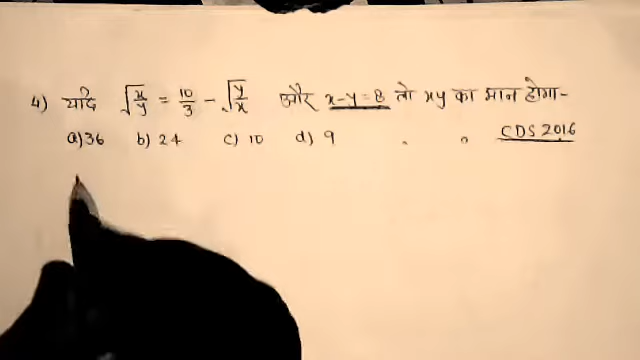 4) यदि √x/y = 10/3 - √y/x और x-y=8 तो xy का मान होगा-
a) 36 b) 24 c) 10 d) 9 CDS 2016